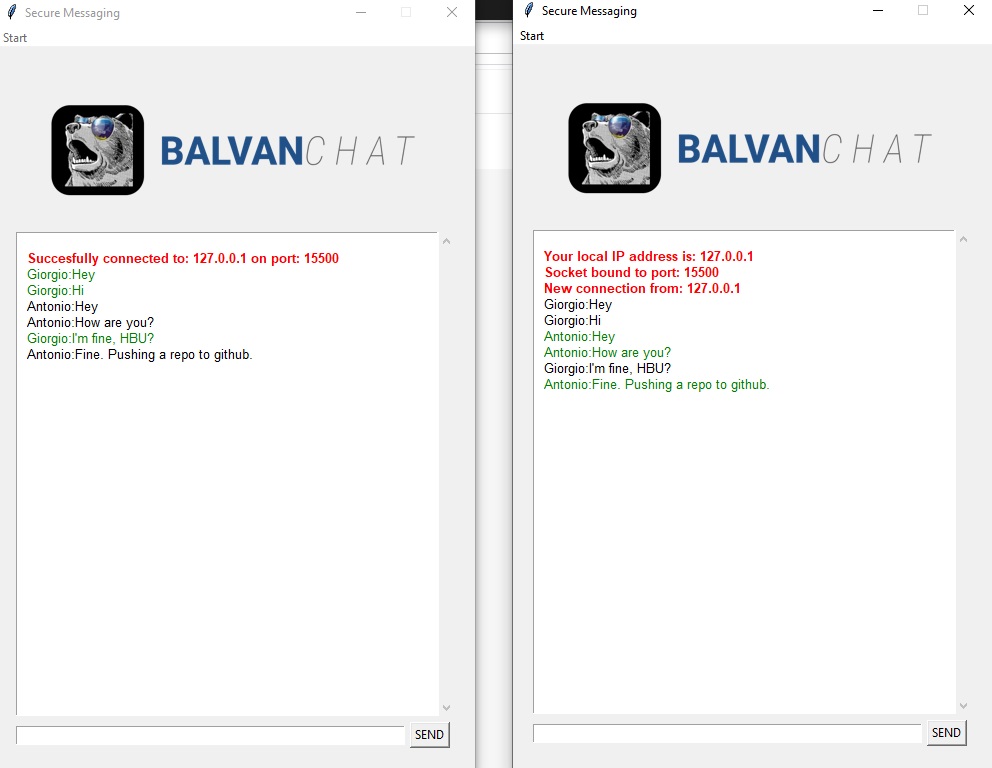 Secure Messaging
Start
BALVANCHAT
Succesfully connected to: 127.0.0.1 on port: 15500
Giorgio:Hey
Giorgio:Hi
Antonio:Hey
Antonio:How are you?
Giorgio:I'm fine, HBU?
Antonio:Fine. Pushing a repo to github.
SEND
Secure Messaging
Start
BALVANCHAT
Your local IP address is: 127.0.0.1
Socket bound to port: 15500
New connection from: 127.0.0.1
Giorgio:Hey
Giorgio:Hi
Antonio:Hey
Antonio:How are you?
Giorgio:I'm fine, HBU?
Antonio:Fine. Pushing a repo to github.
SEND